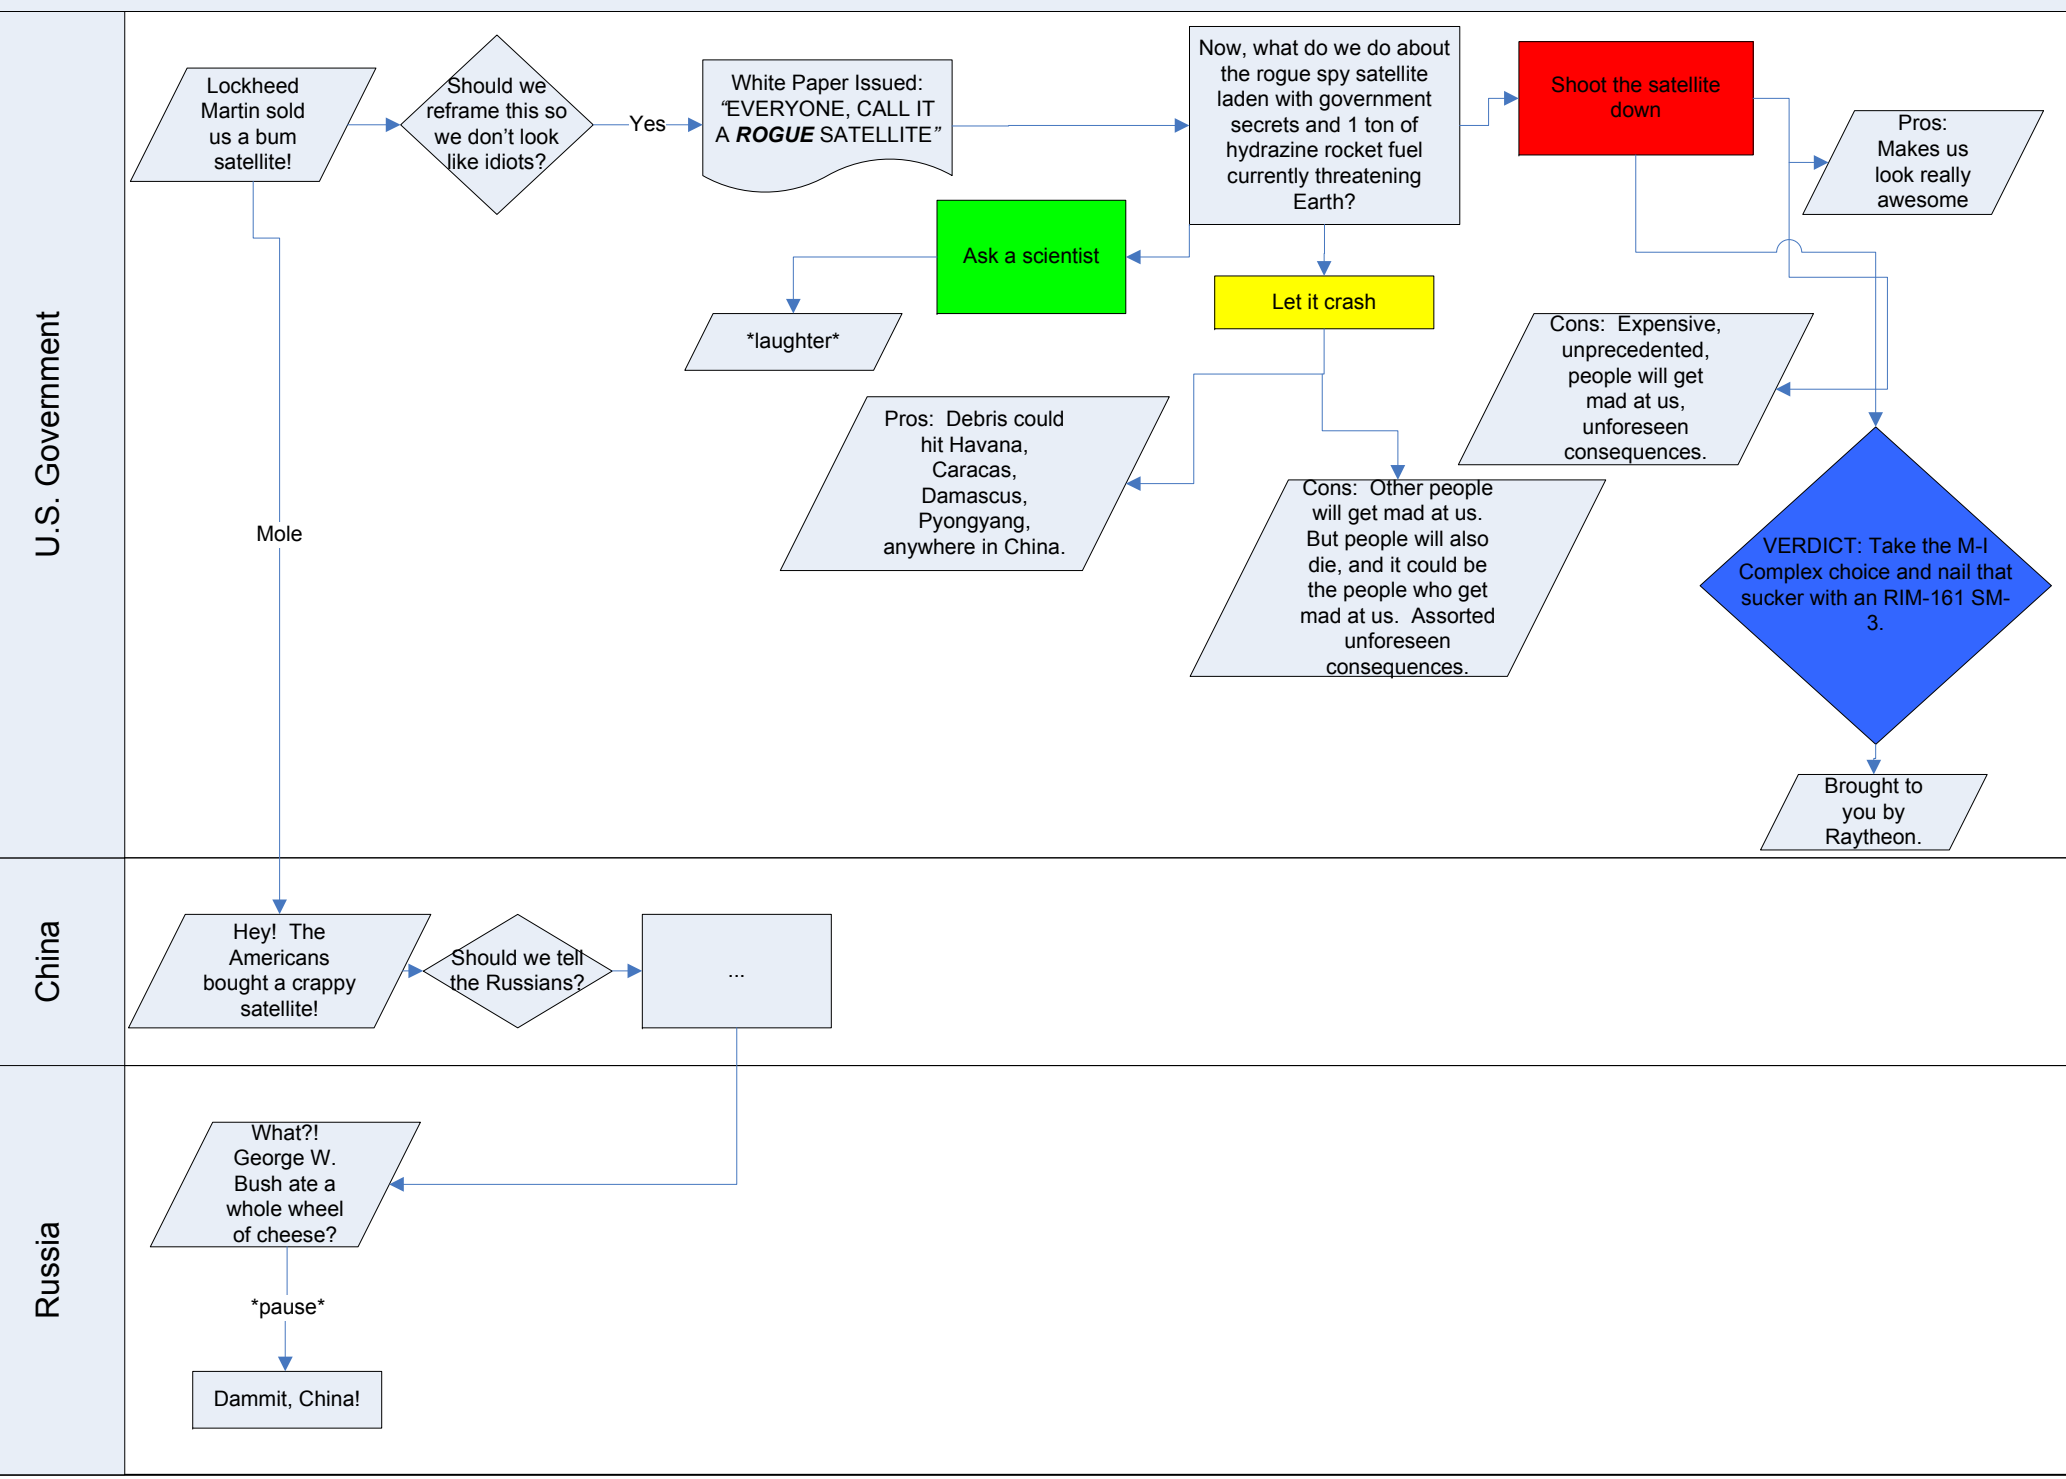 U.S. Government
Lockheed
Martin sold
us a bum
satellite!
Should we
reframe this so
we don't look
like idiots?
Yes
White Paper Issued:
“EVERYONE, CALL IT
A ROGUE SATELLITE”
Now, what do we do about
the rogue spy satellite
laden with government
secrets and 1 ton of
hydrazine rocket fuel
currently threatening
Earth?
Shoot the satellite
down
Pros:
Makes us
look really
awesome
Ask a scientist
*laughter*
Let it crash
Pros:  Debris could
hit Havana,
Caracas,
Damascus,
Pyongyang,
anywhere in China.
Cons:  Other people
will get mad at us.
But people will also
die, and it could be
the people who get
mad at us.  Assorted
unforeseen
consequences.
Cons:  Expensive,
unprecedented,
people will get
mad at us,
unforeseen
consequences.
VERDICT: Take the M-I
Complex choice and nail that
sucker with an RIM-161 SM-
3.
Brought to
you by
Raytheon.
Mole
China
Hey!  The
Americans
bought a crappy
satellite!
Should we tell
the Russians?
...
Russia
What?!
George W.
Bush ate a
whole wheel
of cheese?
*pause*
Dammit, China!